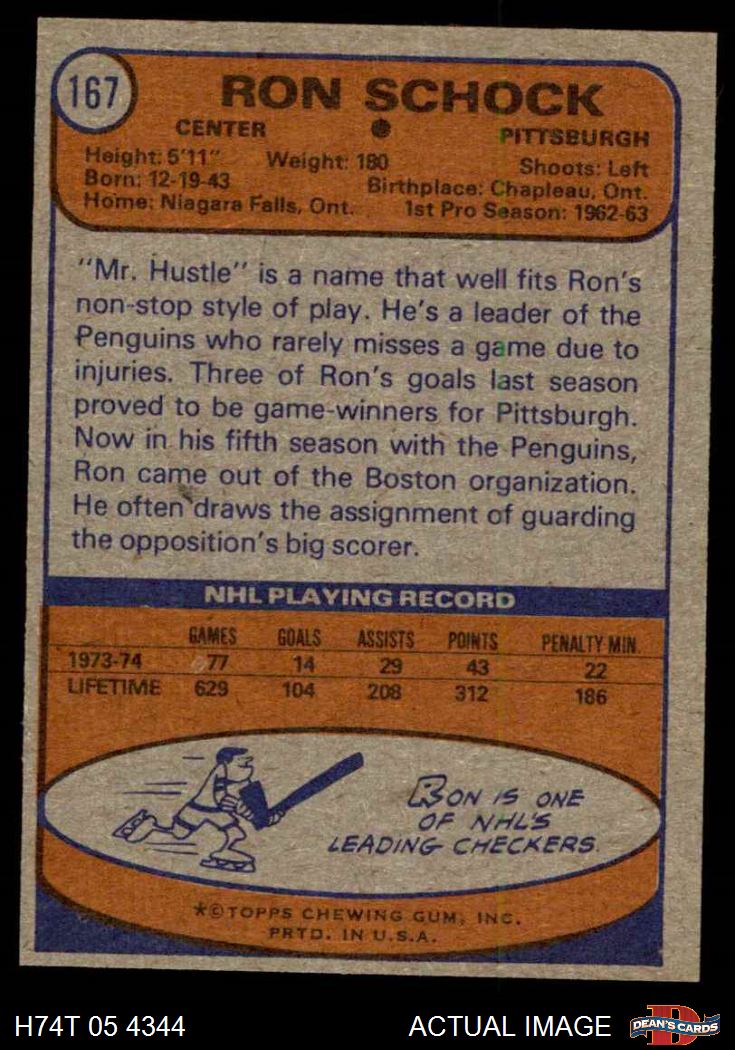 167
RON SCHOCK
CENTER • PITTSBURGH
Height: 5'11" Weight: 180 Shoots: Left
Born: 12-19-43 Birthplace: Chapleau, Ont.
Home: Niagara Falls, Ont. 1st Pro Season: 1962-63
"Mr. Hustle" is a name that well fits Ron's
non-stop style of play. He's a leader of the
Penguins who rarely misses a game due to
injuries. Three of Ron's goals last season
proved to be game-winners for Pittsburgh.
Now in his fifth season with the Penguins,
Ron came out of the Boston organization.
He often draws the assignment of guarding
the opposition's big scorer.
NHL PLAYING RECORD
GAMES GOALS ASSISTS POINTS PENALTY MIN.
1973-74 77 14 29 43 22
LIFETIME 629 104 208 312 186
RON IS ONE
OF NHL'S
LEADING CHECKERS.
*©TOPPS CHEWING GUM, INC.
PRTD. IN U.S.A.
H74T 05 4344 ACTUAL IMAGE D DEAN'S CARDS